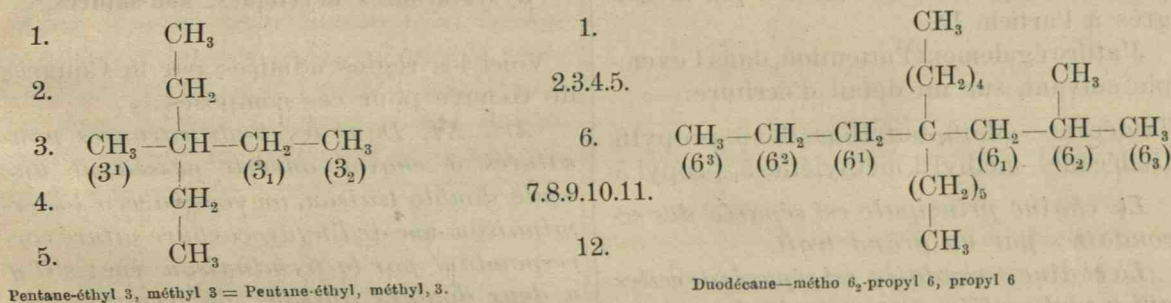 1. CH₃
2. CH₂
3. CH₃—CH—CH₂—CH₃
(3¹) (3₁) (3₂)
4. CH₂
5. CH₃
Pentane-éthyl 3, méthyl 3 = Pentane-éthyl, méthyl, 3.
1. CH₃
2.3.4.5. (CH₂)₄ CH₃
6. CH₃—CH₂—CH₂—C—CH₂—CH—CH₃
(6³) (6²) (6¹) (6₁) (6₂) (6₃)
7.8.9.10.11. (CH₂)₅
12. CH₃
Duodécane—métho 6₂-propyl 6, propyl 6